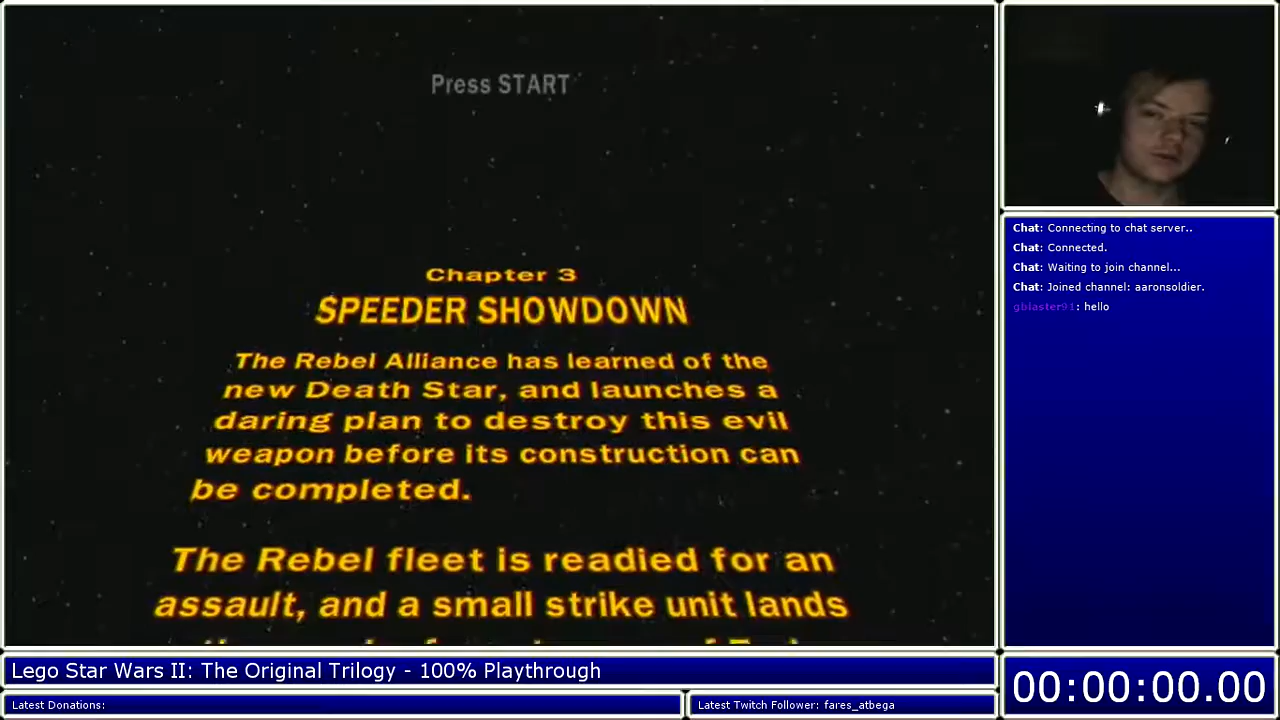 Press START
Chapter 3
SPEEDER SHOWDOWN
The Rebel Alliance has learned of the
new Death Star, and launches a
daring plan to destroy this evil
weapon before its construction can
be completed.
The Rebel fleet is readied for an
assault, and a small strike unit lands
Chat: Connecting to chat server..
Chat: Connected.
Chat: Waiting to join channel...
Chat: Joined channel: aaronsoldier.
gblaster91: hello
Lego Star Wars II: The Original Trilogy - 100% Playthrough
00:00:00.00
Latest Donations:
Latest Twitch Follower: fares_atbega